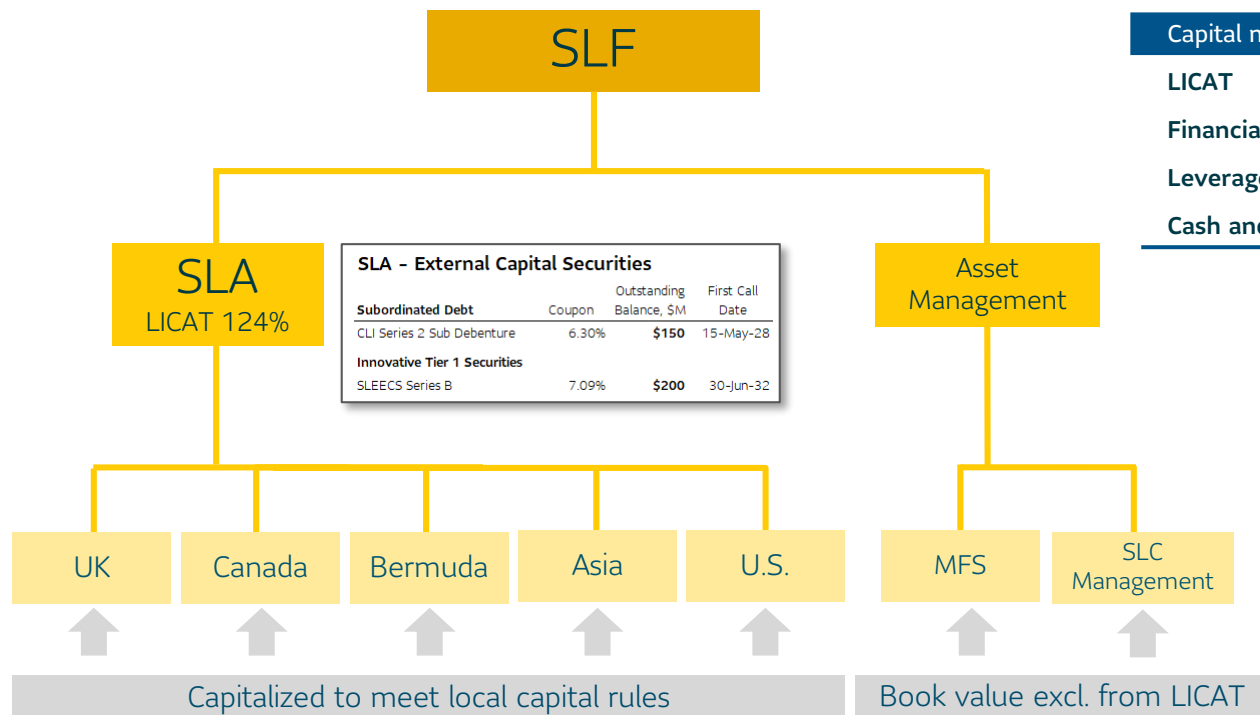 SLF
Capital
LICAT
Leverage
Cash
SLA
LICAT 124%
SLA – External Capital Securities
Subordinated Debt Coupon Outstanding Balance, $M First Call Date
CLI Series 2 Sub Debenture 6.30% $150 15-May-28
Innovative Tier 1 Securities
SLEECS Series B 7.09% $200 30-Jun-32
Asset
Management
UK
Canada
Bermuda
Asia
U.S.
MFS
SLC
Management
Capitalized to meet local capital rules
Book value excl. from LICAT